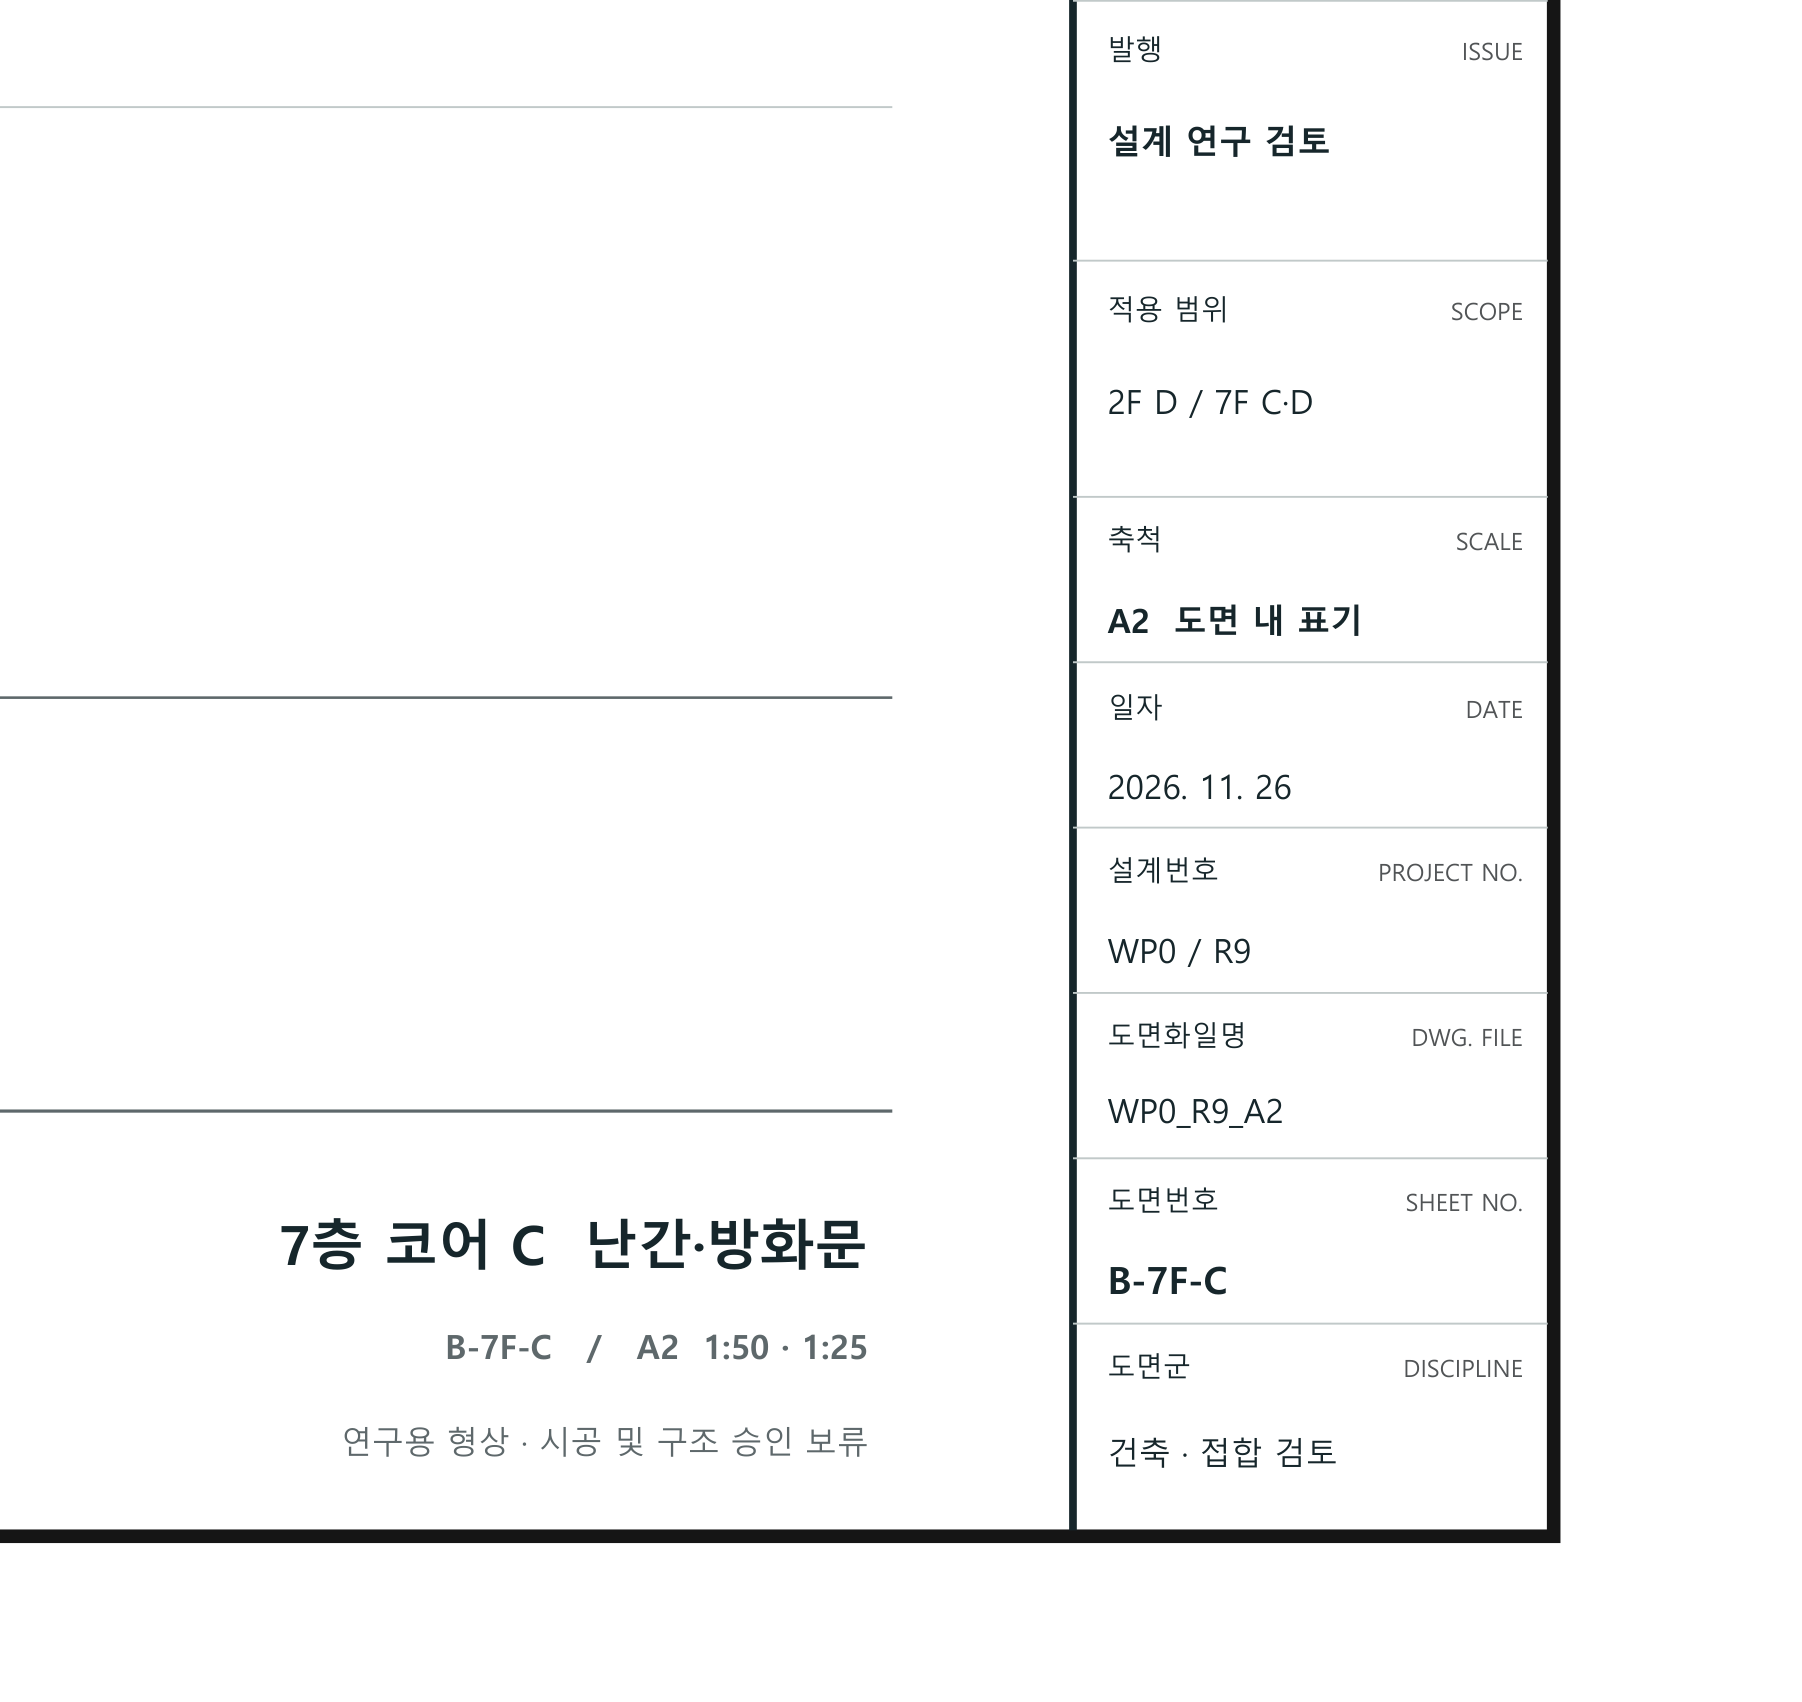 발행 ISSUE
설계 연구 검토
적용 범위 SCOPE
2F D / 7F C·D
축척 SCALE
A2 도면 내 표기
일자 DATE
2026. 11. 26
설계번호 PROJECT NO.
WP0 / R9
도면화일명 DWG. FILE
WP0_R9_A2
도면번호 SHEET NO.
B-7F-C
도면군 DISCIPLINE
건축 · 접합 검토
7층 코어 C 난간·방화문
B-7F-C / A2 1:50 · 1:25
연구용 형상 · 시공 및 구조 승인 보류